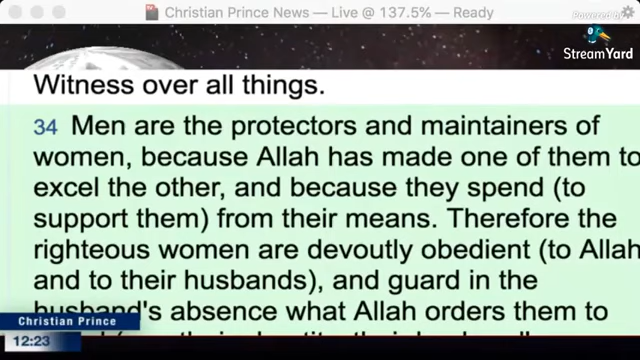 Christian Prince News — Live @ 137.5% — Ready
Powered by
StreamYard
Witness over all things.
34 Men are the protectors and maintainers of
women, because Allah has made one of them to
excel the other, and because they spend (to
support them) from their means. Therefore the
righteous women are devoutly obedient (to Allah
and to their husbands), and guard in the
husband's absence what Allah orders them to
Christian Prince
12:23